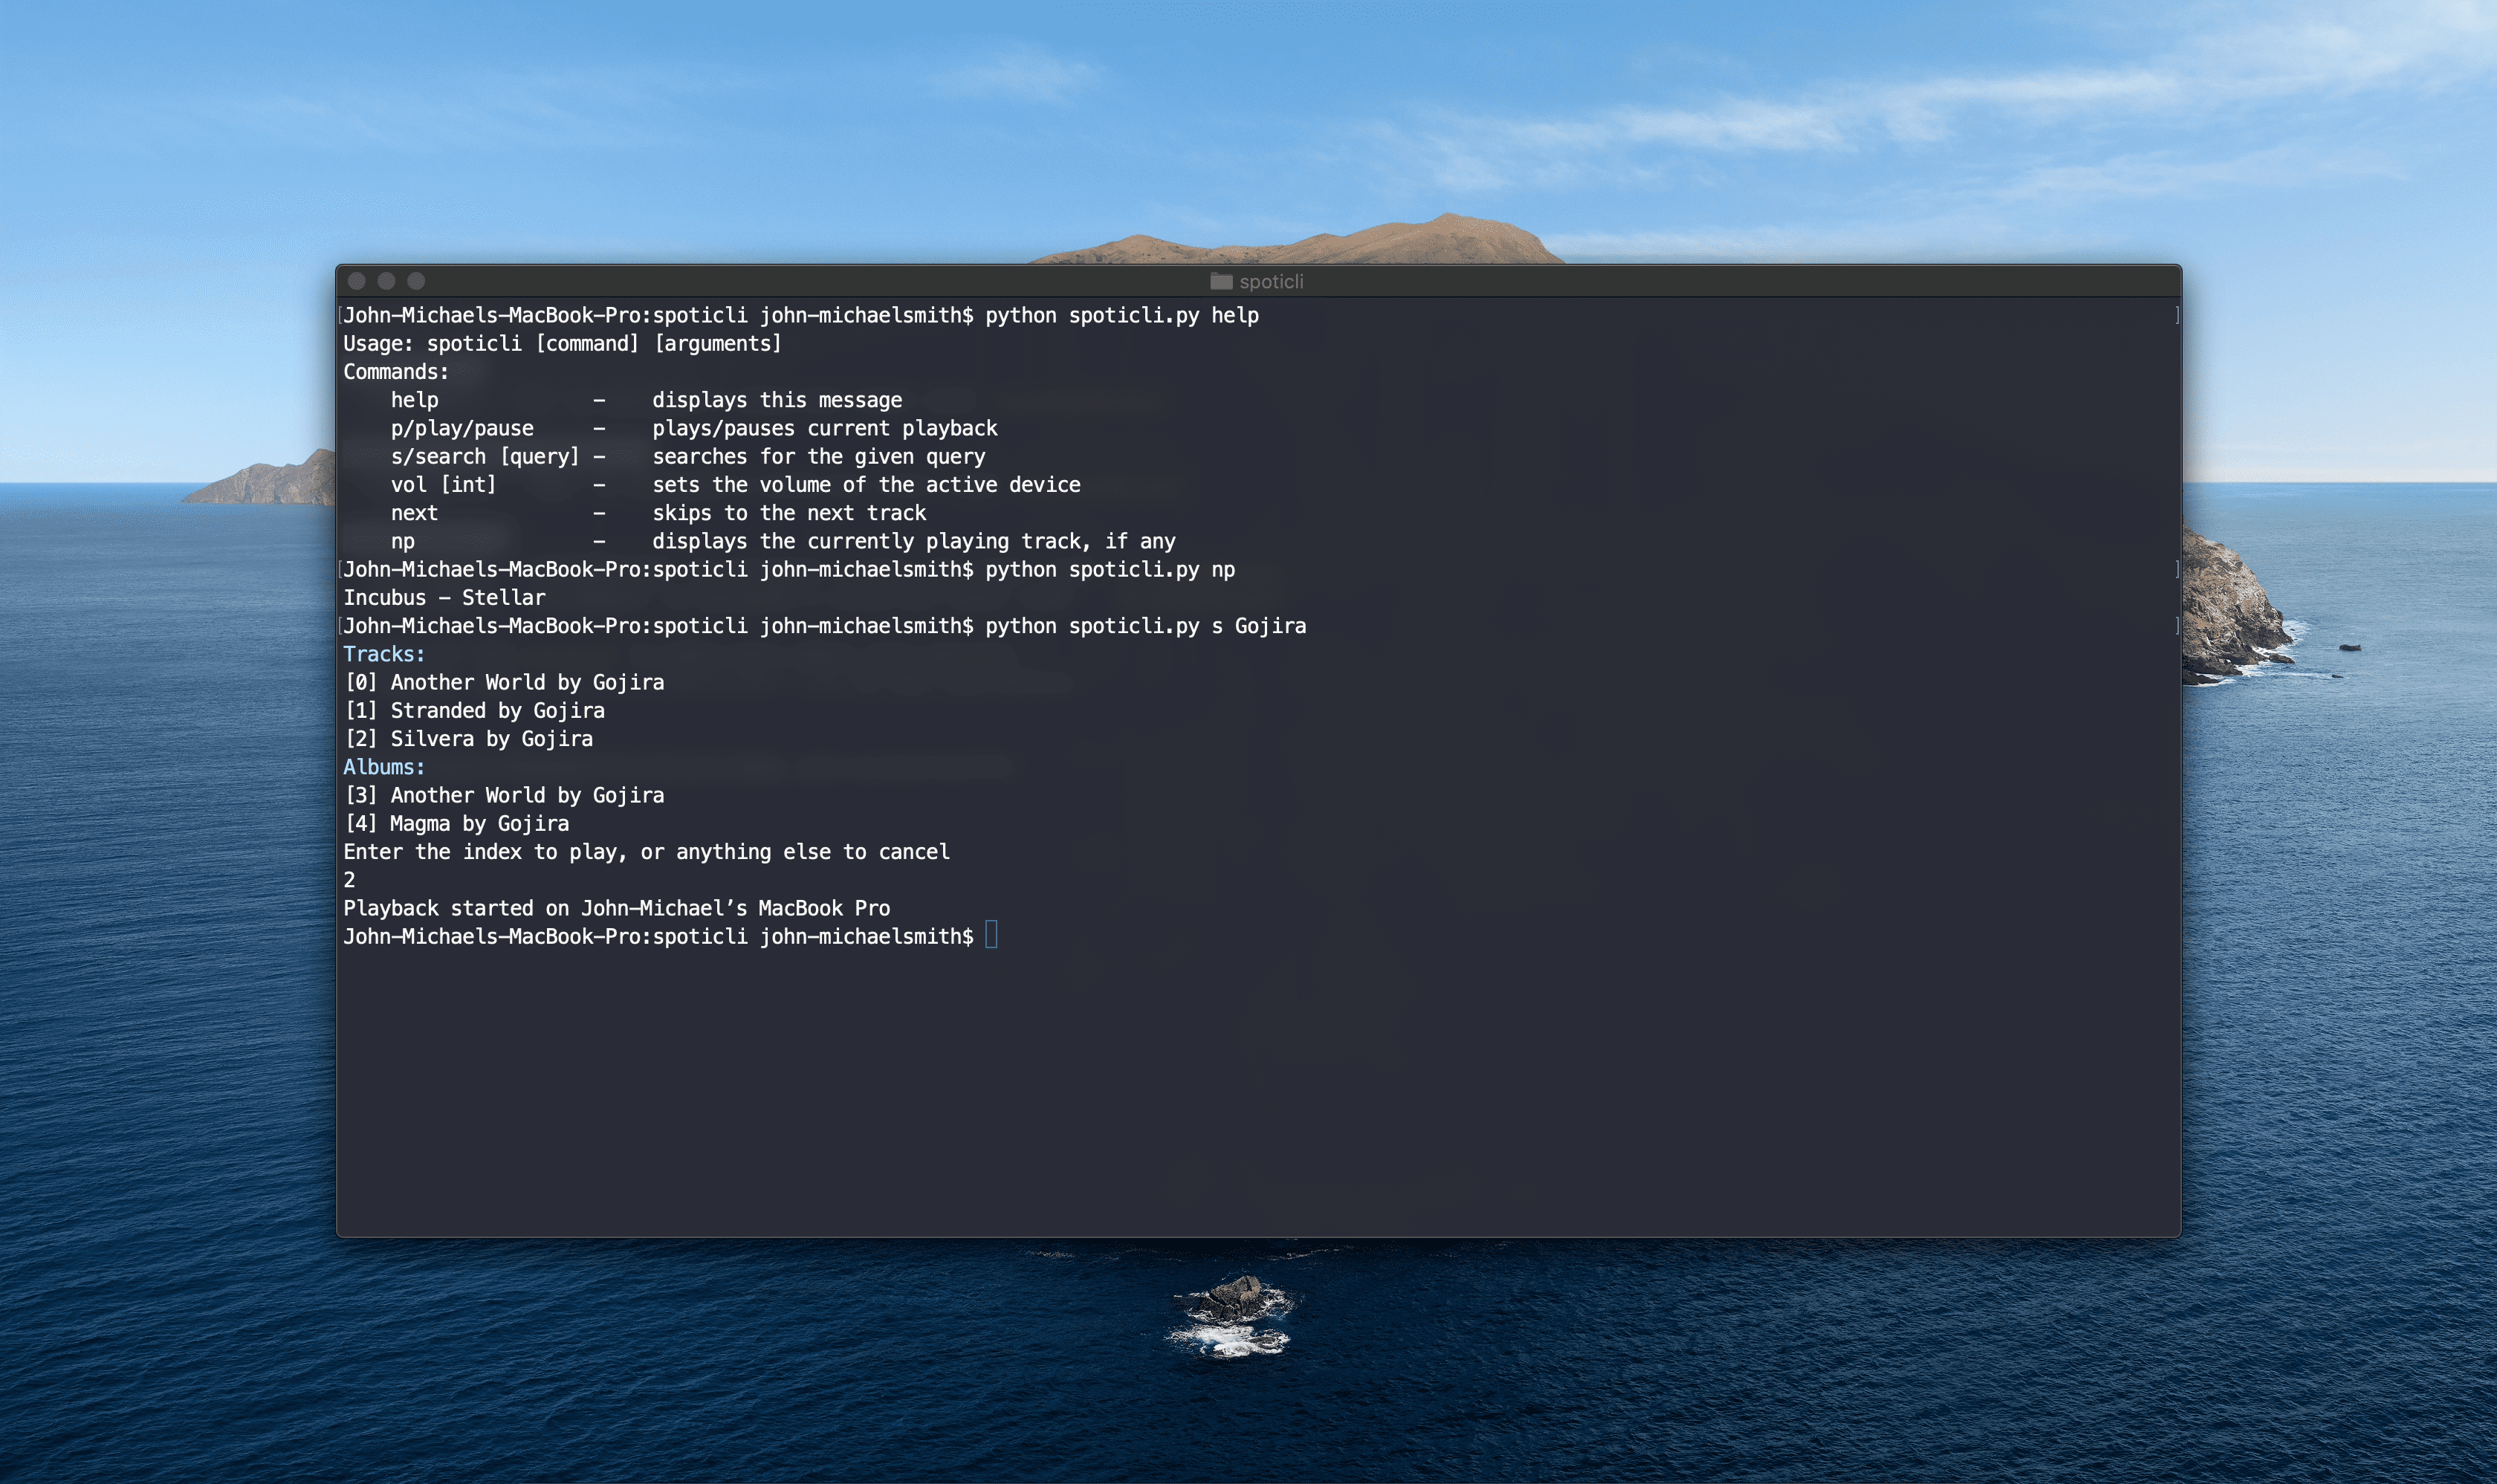 spoticli
[John-Michaels-MacBook-Pro:spoticli john-michaelsmith$ python spoticli.py help ]
Usage: spoticli [command] [arguments]
Commands:
    help             -    displays this message
    p/play/pause     -    plays/pauses current playback
    s/search [query] -    searches for the given query
    vol [int]        -    sets the volume of the active device
    next             -    skips to the next track
    np               -    displays the currently playing track, if any
[John-Michaels-MacBook-Pro:spoticli john-michaelsmith$ python spoticli.py np ]
Incubus - Stellar
[John-Michaels-MacBook-Pro:spoticli john-michaelsmith$ python spoticli.py s Gojira ]
Tracks:
[0] Another World by Gojira
[1] Stranded by Gojira
[2] Silvera by Gojira
Albums:
[3] Another World by Gojira
[4] Magma by Gojira
Enter the index to play, or anything else to cancel
2
Playback started on John-Michael’s MacBook Pro
John-Michaels-MacBook-Pro:spoticli john-michaelsmith$